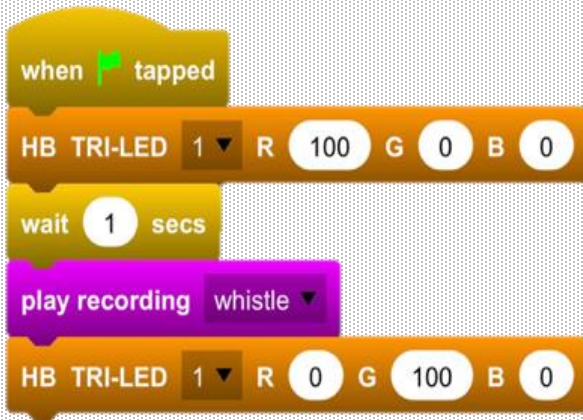 when tapped
HB TRI-LED 1 R 100 G 0 B 0
wait 1 secs
play recording whistle
HB TRI-LED 1 R 0 G 100 B 0